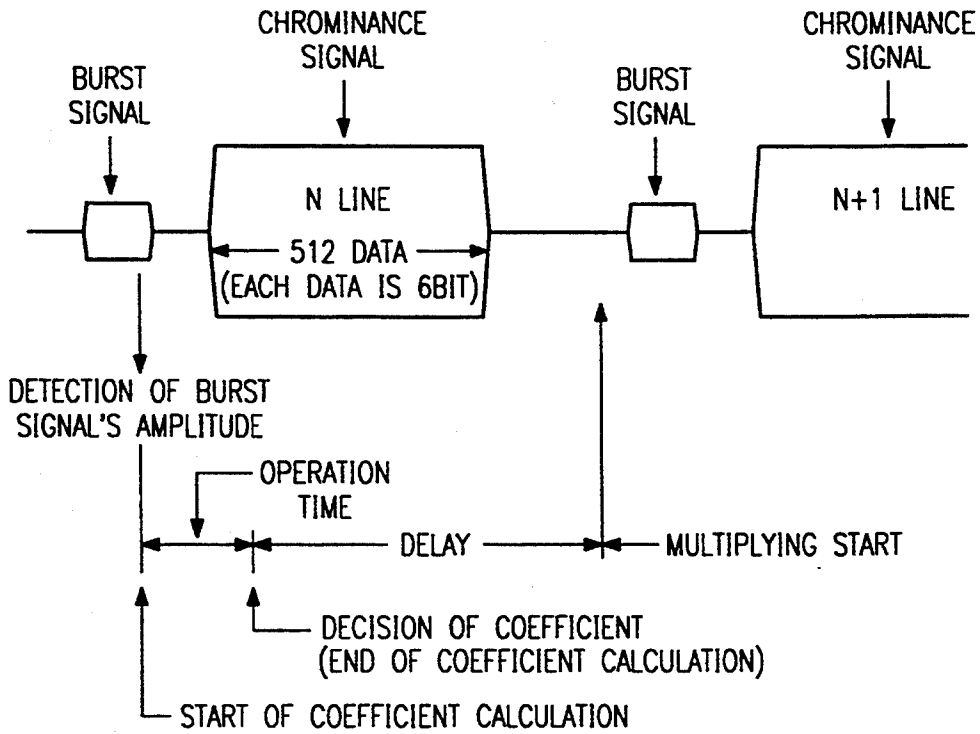 CHROMINANCE
SIGNAL
CHROMINANCE
SIGNAL
BURST
SIGNAL
BURST
SIGNAL
N LINE
N+1 LINE
512 DATA
(EACH DATA IS 6BIT)
DETECTION OF BURST
SIGNAL'S AMPLITUDE
OPERATION
TIME
DELAY
MULTIPLYING START
DECISION OF COEFFICIENT
(END OF COEFFICIENT CALCULATION)
START OF COEFFICIENT CALCULATION